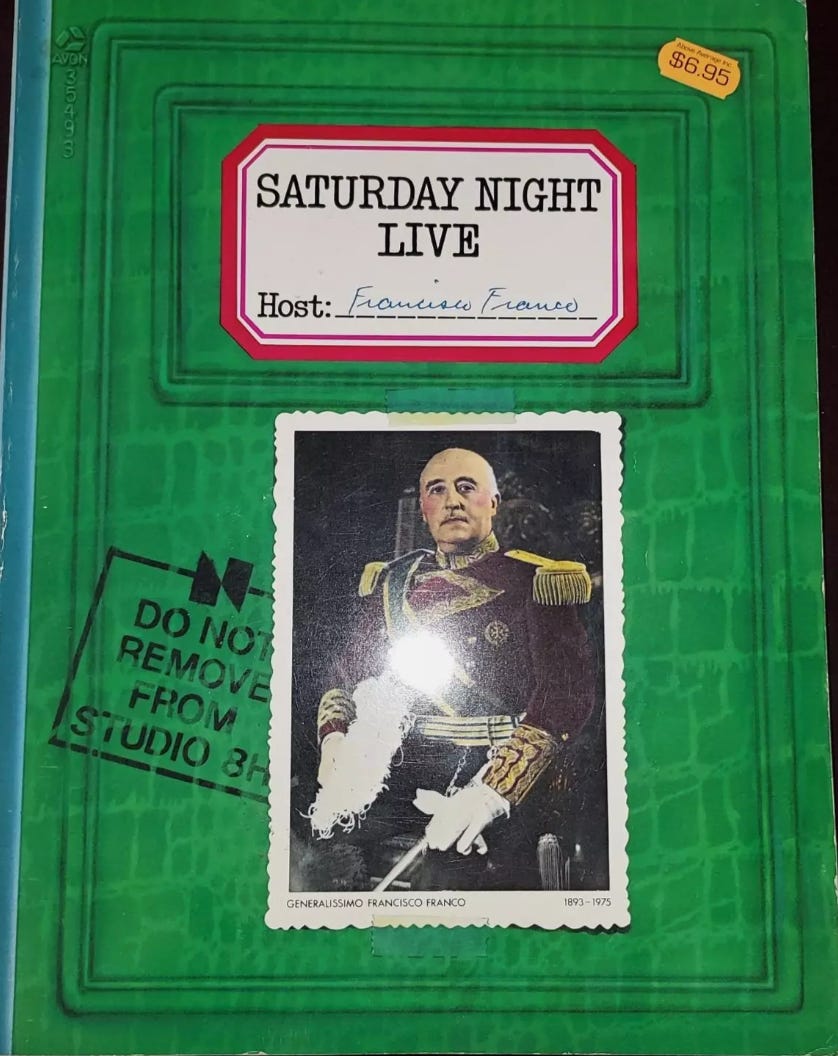 AVON
35493
Above Average Inc.
$6.95
SATURDAY NIGHT
LIVE
Host: Francisco Franco
DO NOT
REMOVE
FROM
STUDIO 8H
GENERALISSIMO FRANCISCO FRANCO 1893-1975